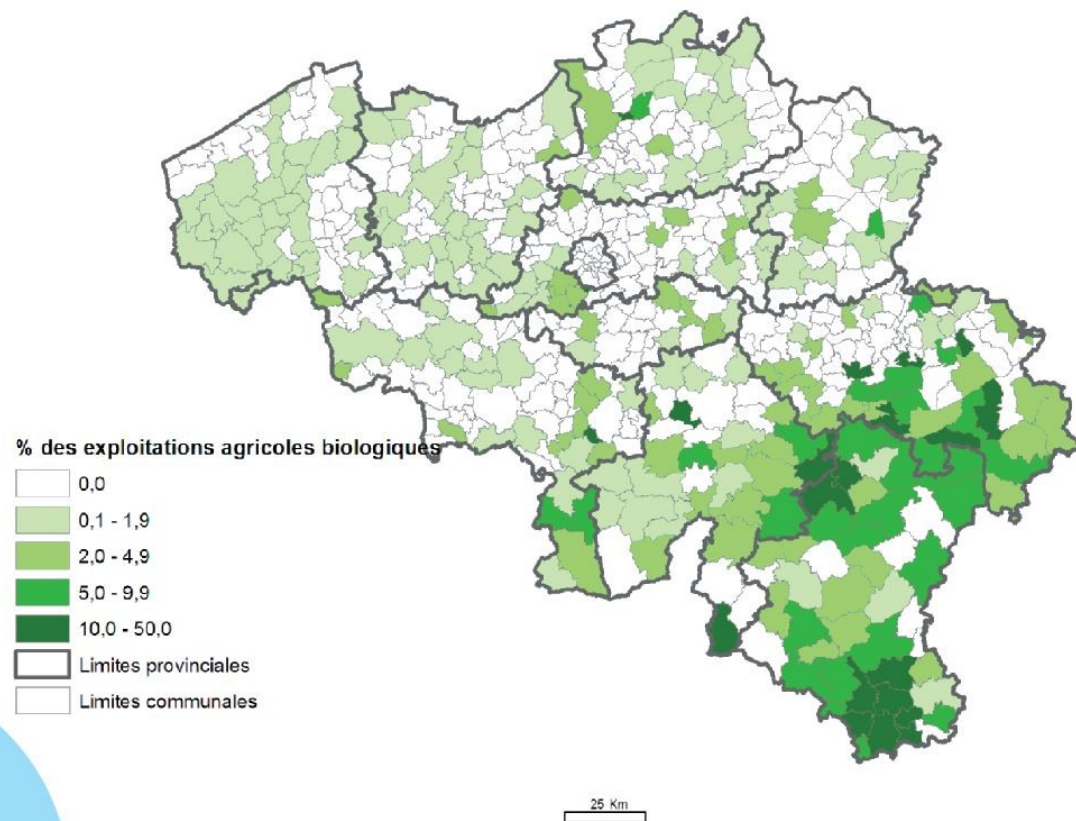 % des exploitations agricoles biologiques
0,0
0,1 - 1,9
2,0 - 4,9
5,0 - 9,9
10,0 - 50,0
Limites provinciales
Limites communales
25 Km